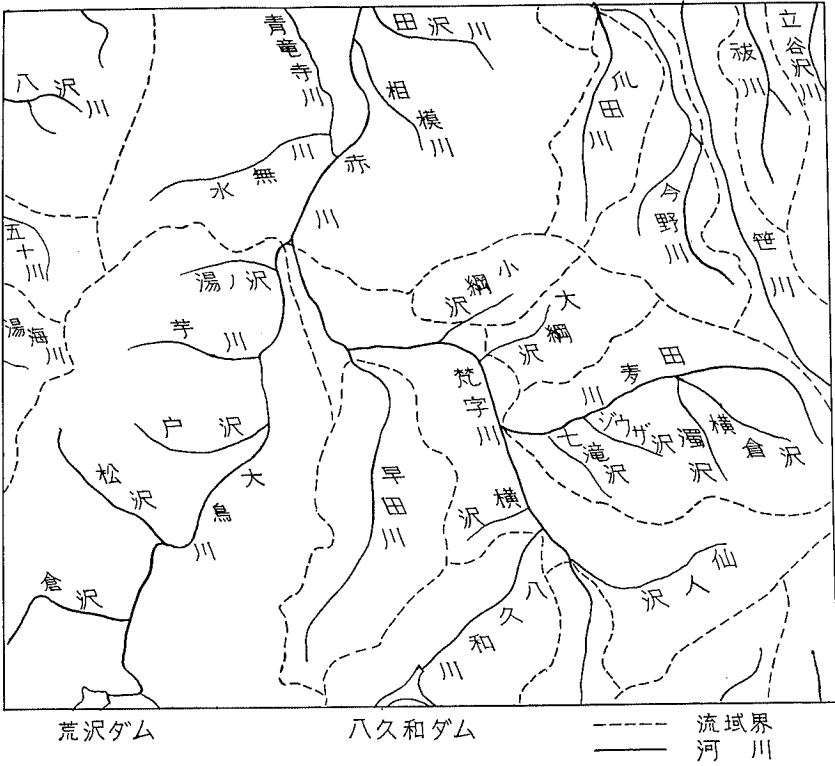 八沢川
青竜寺川
田沢川
相模川
爪田川
祓川
立谷沢川
水無川
赤川
今野川
笹川
五十川
湯海川
湯ノ沢
芋川
小綱沢
大綱沢
戸沢
松沢
大鳥川
梵字川
田麦川
七滝沢
ジウザ沢
濁沢
横倉沢
早田川
横沢
倉沢
八久和川
仙人沢
荒沢ダム
八久和ダム
流域界
河川